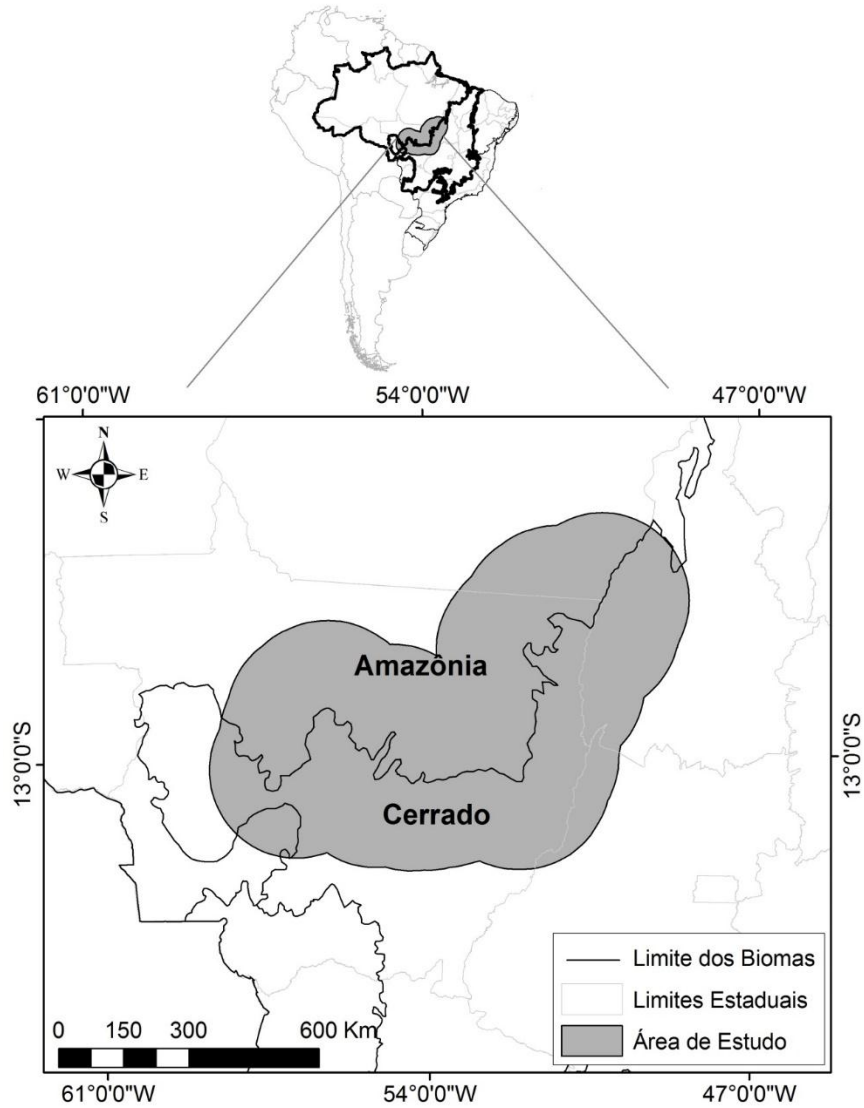 61°0'0"W 54°0'0"W 47°0'0"W
N
W E
S
Amazônia
13°0'0"S 13°0'0"S
Cerrado
Limite dos Biomas
Limites Estaduais
Área de Estudo
0 150 300 600 Km
61°0'0"W 54°0'0"W 47°0'0"W